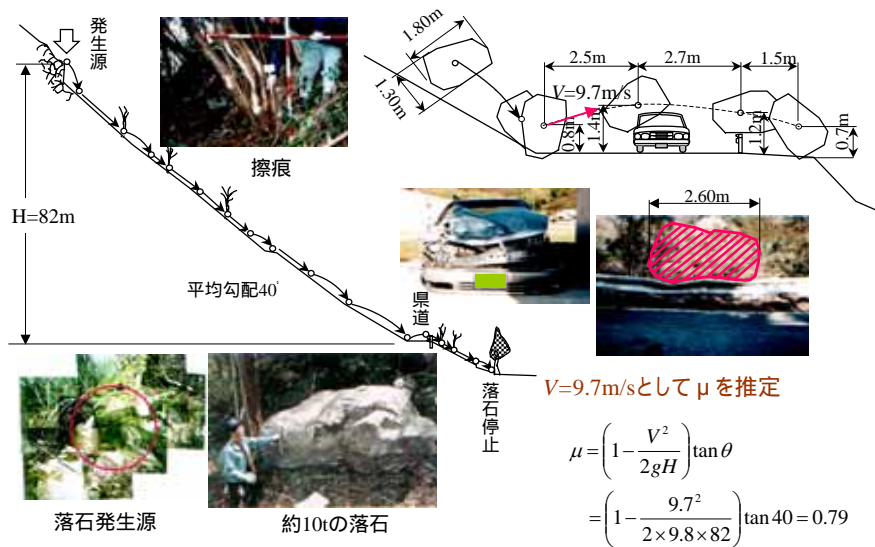 発生源
擦痕
H=82m
平均勾配40°
県道
落石停止
落石発生源
約10tの落石
1.80m
1.30m
2.5m
2.7m
1.5m
V=9.7m/s
0.8m
1.4m
1.2m
0.7m
2.60m
V=9.7m/sとしてμを推定
μ = (1 − V²/2gH) tan θ
= (1 − 9.7²/2×9.8×82) tan 40 = 0.79